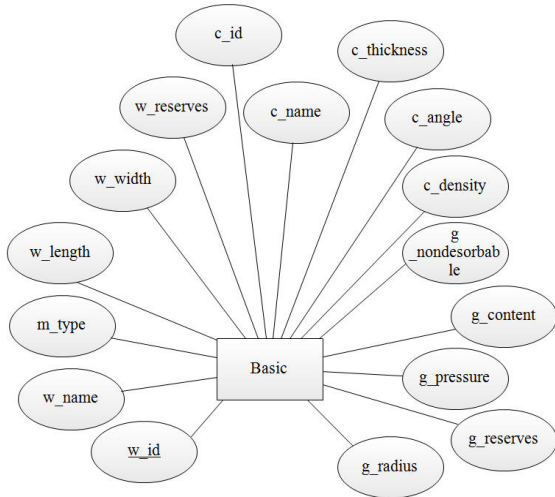 c_id
c_thickness
w_reserves
c_name
c_angle
w_width
c_density
g
_nondesorbab
le
w_length
g_content
m_type
Basic
g_pressure
w_name
g_reserves
w_id
g_radius